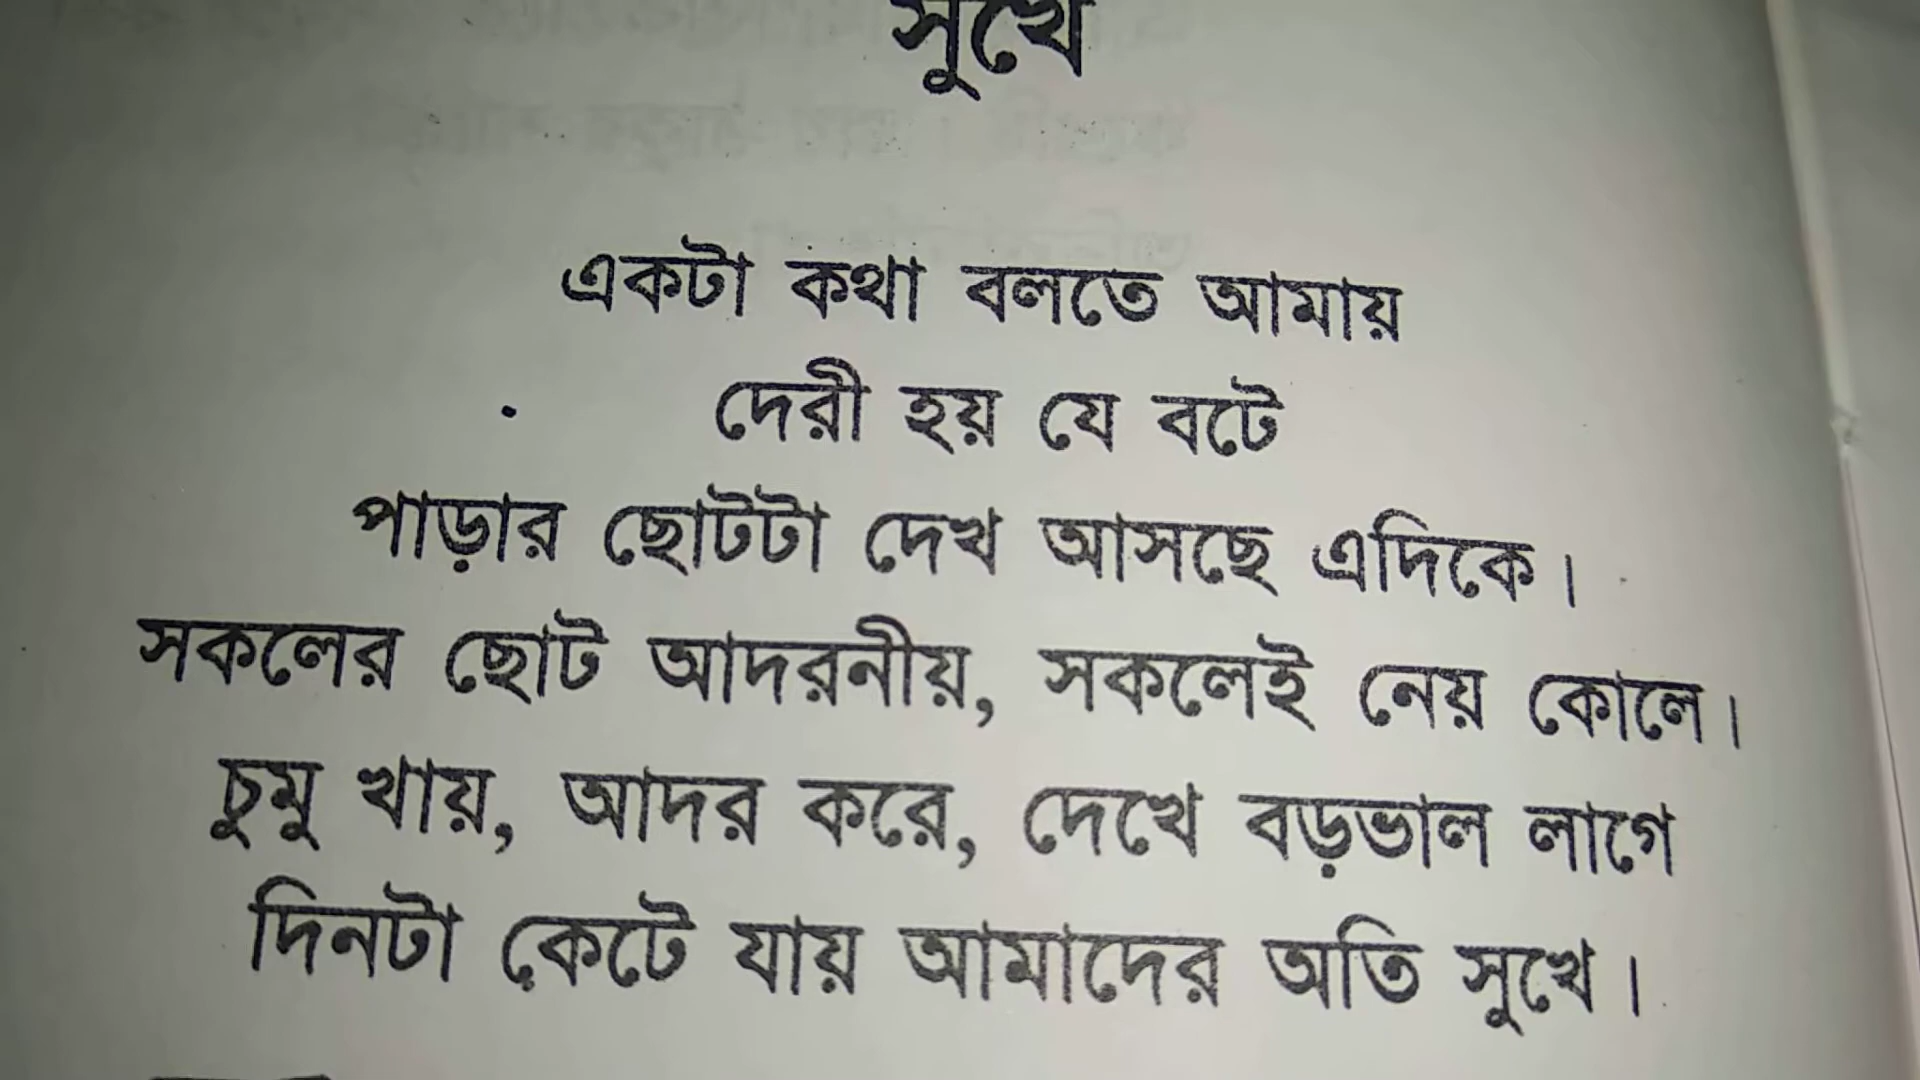 সুখে
একটা কথা বলতে আমায়
দেরী হয় যে বটে
পাড়ার ছোটটা দেখ আসছে এদিকে।
সকলের ছোট আদরনীয়, সকলেই নেয় কোলে।
চুমু খায়, আদর করে, দেখে বড়ভাল লাগে
দিনটা কেটে যায় আমাদের অতি সুখে।